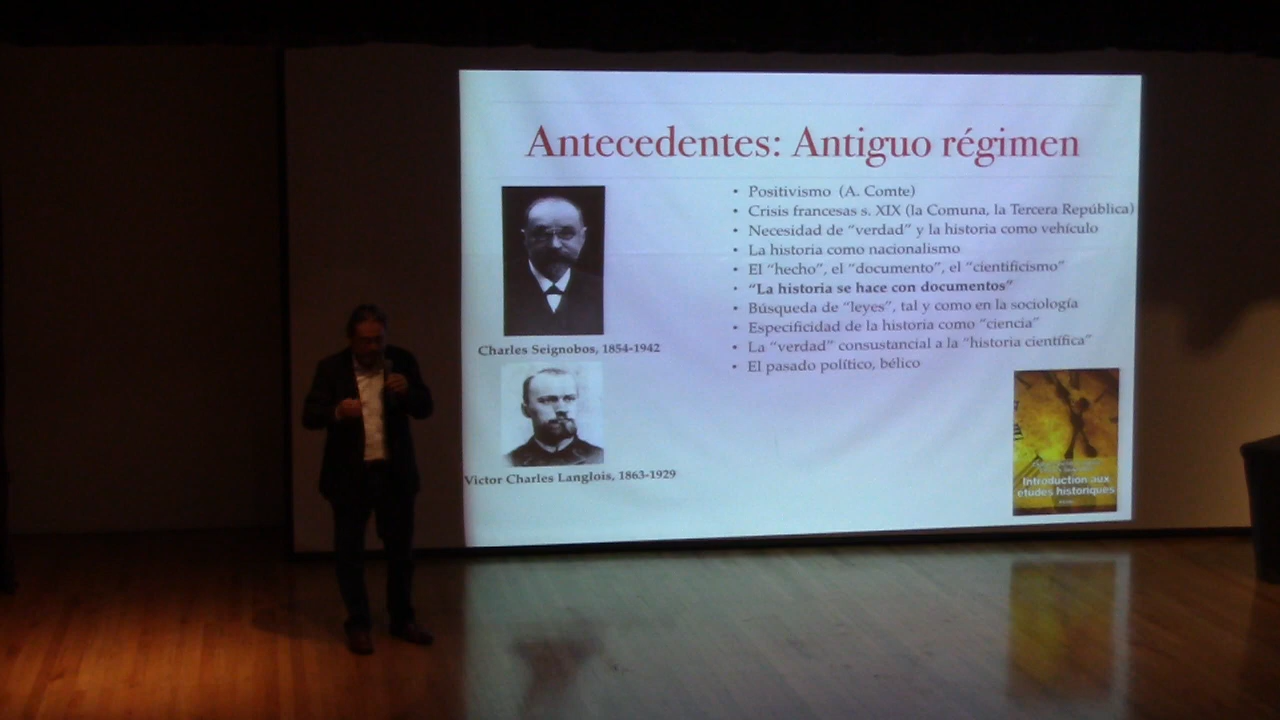 Antecedentes: Antiguo régimen
• Positivismo (A. Comte)
• Crisis francesas s. XIX (la Comuna, la Tercera República)
• Necesidad de “verdad” y la historia como vehículo
• La historia como nacionalismo
• El “hecho”, el “documento”, el “cientificismo”
• “La historia se hace con documentos”
• Búsqueda de “leyes”, tal y como en la sociología
• Especificidad de la historia como “ciencia”
• La “verdad” consustancial a la “historia científica”
• El pasado político, bélico
Charles Seignobos, 1854-1942
Victor Charles Langlois, 1863-1929
Introduction aux
études historiques